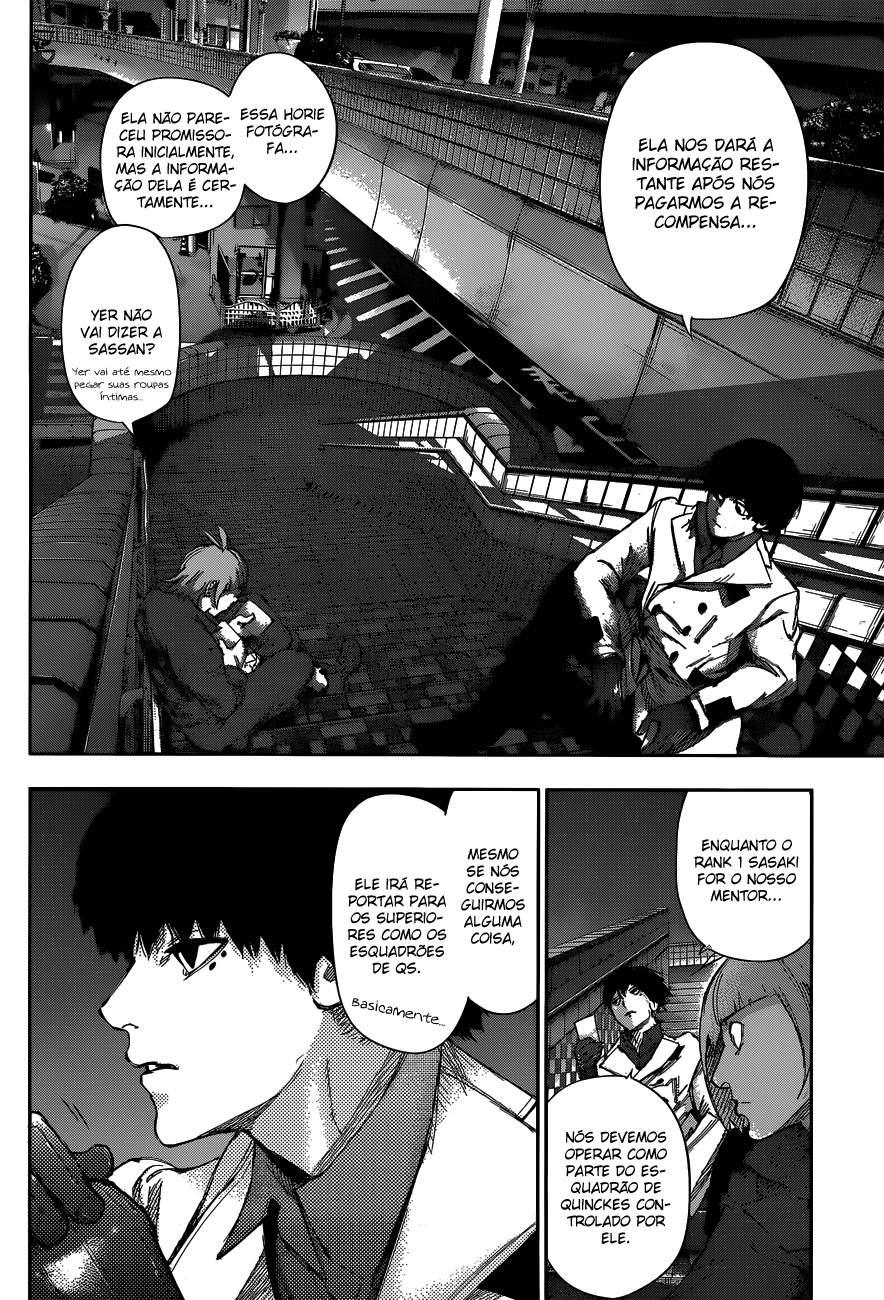 ELA NOS DARÁ A
INFORMAÇÃO RES-
TANTE APÓS NÓS
PAGARMOS A RE-
COMPENSA...
ESSA HORIE
FOTÓGRA-
FA...
ELA NÃO PARE-
CEU PROMISSO-
RA INICIALMENTE,
MAS A INFORMA-
ÇÃO DELA É CER-
TAMENTE...
YER NÃO
VAI DIZER A
SASSAN?
Yer vai até mesmo
pegar suas roupas
íntimas...
ENQUANTO O
RANK 1 SASAKI
FOR O NOSSO
MENTOR...
NÓS DEVEMOS
OPERAR COMO
PARTE DO ES-
QUADRÃO DE
QUINCKES CON-
TROLADO POR
ELE.
MESMO
SE NÓS
CONSE-
GUIRMOS
ALGUMA
COISA,
ELE IRÁ RE-
PORTAR PARA
OS SUPERIO-
RES COMO OS
ESQUADRÕES
DE QS.
Basicamente...